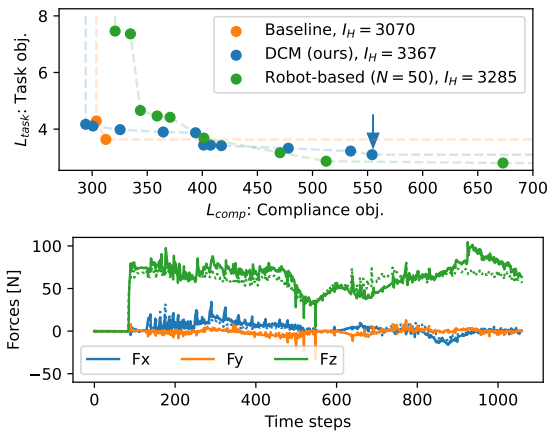 8
6
4
L_task: Task obj.
Baseline, I_H = 3070
DCM (ours), I_H = 3367
Robot-based (N = 50), I_H = 3285
300 350 400 450 500 550 600 650 700
L_comp: Compliance obj.
100
50
0
−50
Forces [N]
Fx Fy Fz
0 200 400 600 800 1000
Time steps